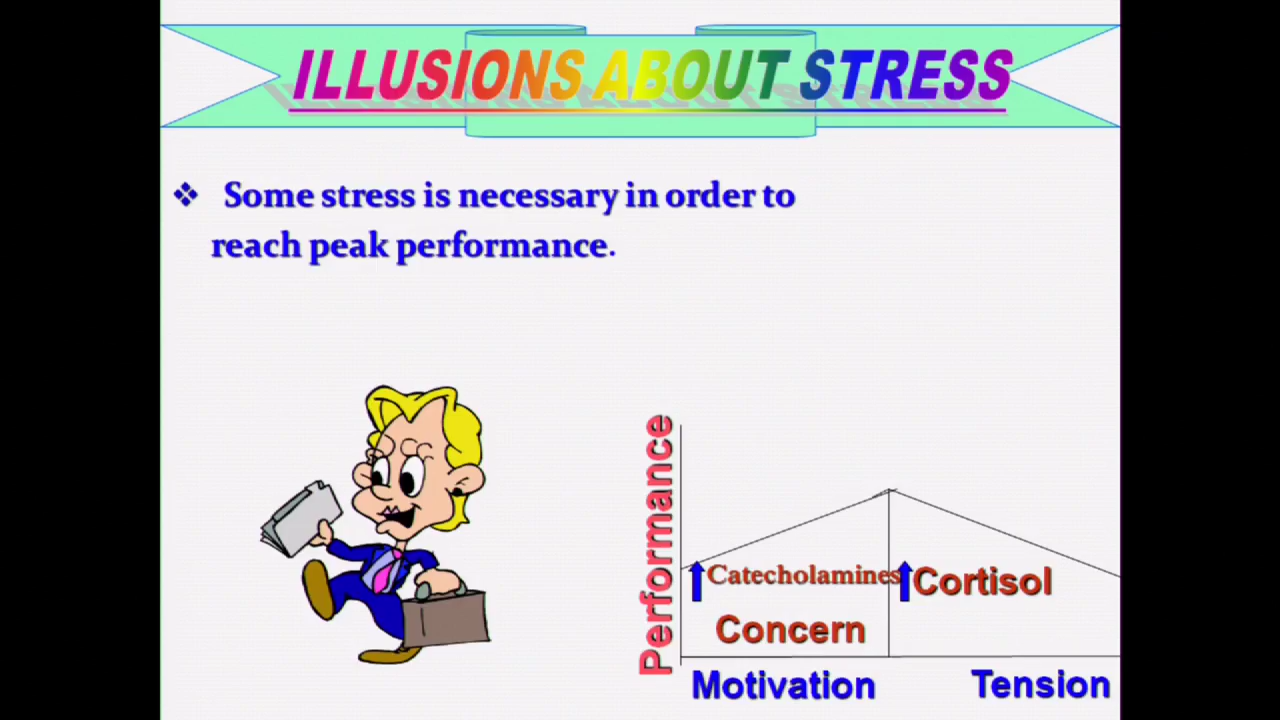 ILLUSIONS ABOUT STRESS
❖ Some stress is necessary in order to
reach peak performance.
Performance
Catecholamines
Cortisol
Concern
Motivation
Tension